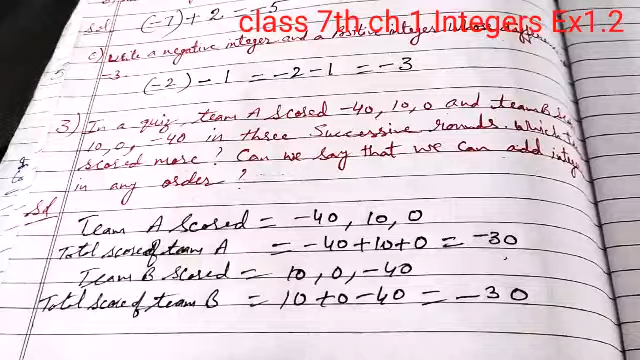 (-7) + 2 = -5
class 7th ch 1 Integers Ex1.2
Sol
c) Write a negative integer and a Positive integer whose
-3.
(-2) - 1 = -2 - 1 = -3
3) In a quiz, team A scored -40, 10, 0 and team B
10, 0, -40 in three successive rounds. Which
scored more? Can we say that we can add
in any order?
Sol
Team A Scored = -40, 10, 0
Total score of team A = -40 + 10 + 0 = -30
Team B Scored = 10, 0, -40
Total score of team B = 10 + 0 - 40 = -30